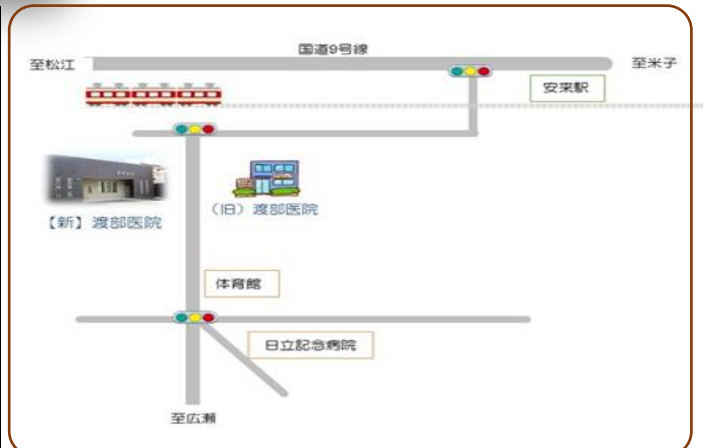 国道9号線
至松江
至米子
安来駅
【新】渡部医院
（旧）渡部医院
体育館
日立記念病院
至広瀬